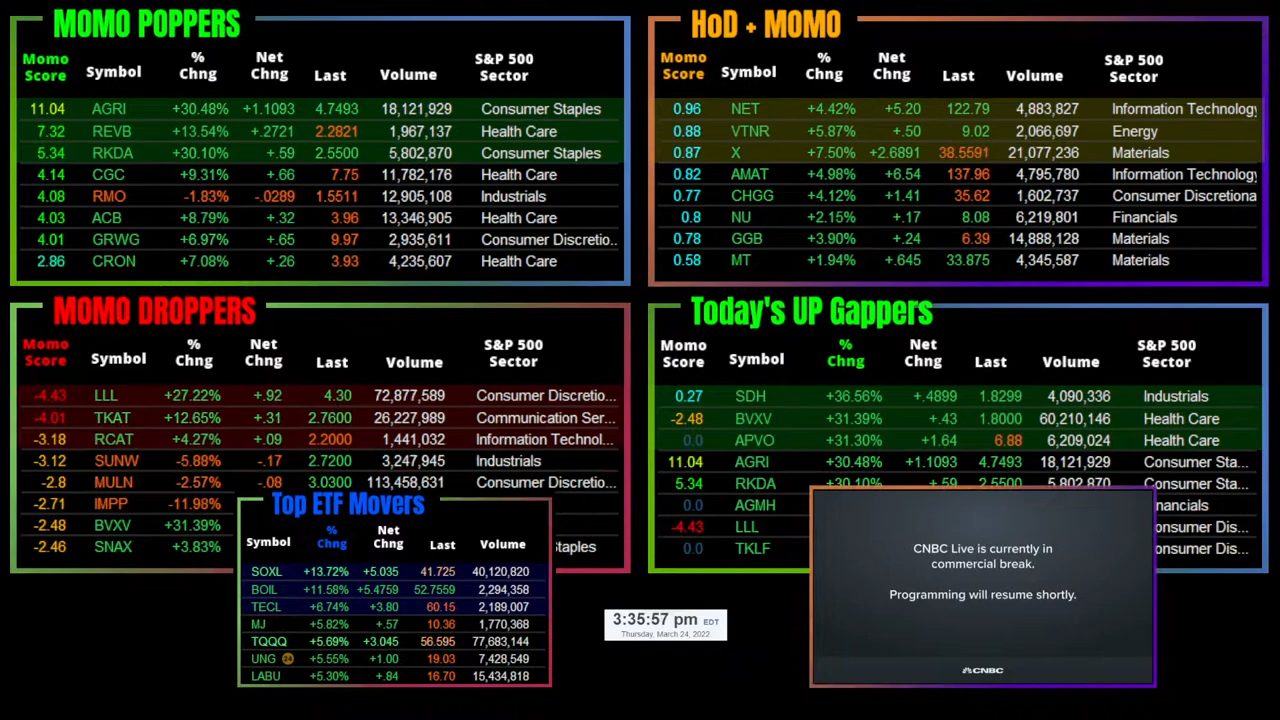 MOMO POPPERS
Momo Score Symbol % Chng Net Chng Last Volume S&P 500 Sector
11.04 AGRI +30.48% +1.1093 4.7493 18,121,929 Consumer Staples
7.32 REVB +13.54% +.2721 2.2821 1,967,137 Health Care
5.34 RKDA +30.10% +.59 2.5500 5,802,870 Consumer Staples
4.14 CGC +9.31% +.66 7.75 11,782,176 Health Care
4.08 RMO -1.83% -.0289 1.5511 12,905,108 Industrials
4.03 ACB +8.79% +.32 3.96 13,346,905 Health Care
4.01 GRWG +6.97% +.65 9.97 2,935,611 Consumer Discretio..
2.86 CRON +7.08% +.26 3.93 4,235,607 Health Care
HoD + MOMO
Momo Score Symbol % Chng Net Chng Last Volume S&P 500 Sector
0.96 NET +4.42% +5.20 122.79 4,883,827 Information Technology
0.88 VTNR +5.87% +.50 9.02 2,066,697 Energy
0.87 X +7.50% +2.6891 38.5591 21,077,236 Materials
0.82 AMAT +4.98% +6.54 137.96 4,795,780 Information Technology
0.77 CHGG +4.12% +1.41 35.62 1,602,737 Consumer Discretiona
0.8 NU +2.15% +.17 8.08 6,219,801 Financials
0.78 GGB +3.90% +.24 6.39 14,888,128 Materials
0.58 MT +1.94% +.645 33.875 4,345,587 Materials
MOMO DROPPERS
Momo Score Symbol % Chng Net Chng Last Volume S&P 500 Sector
-4.43 LLL +27.22% +.92 4.30 72,877,589 Consumer Discretio...
-4.01 TKAT +12.65% +.31 2.7600 26,227,989 Communication Ser...
-3.18 RCAT +4.27% +.09 2.2000 1,441,032 Information Technol...
-3.12 SUNW -5.88% -.17 2.7200 3,247,945 Industrials
-2.8 MULN -2.57% -.08 3.0300 113,458,631 Consumer Discretio...
-2.71 IMPP -11.98%
-2.48 BVXV +31.39%
-2.46 SNAX +3.83% taples
Today's UP Gappers
Momo Score Symbol % Chng Net Chng Last Volume S&P 500 Sector
0.27 SDH +36.56% +.4899 1.8299 4,090,336 Industrials
-2.48 BVXV +31.39% +.43 1.8000 60,210,146 Health Care
0.0 APVO +31.30% +1.64 6.88 6,209,024 Health Care
11.04 AGRI +30.48% +1.1093 4.7493 18,121,929 Consumer Sta...
5.34 RKDA +30.10% +.59 2.5500 5,802,870 Consumer Sta...
0.0 AGMH nancials
-4.43 LLL onsumer Dis...
0.0 TKLF onsumer Dis...
Top ETF Movers
Symbol % Chng Net Chng Last Volume
SOXL +13.72% +5.035 41.725 40,120,820
BOIL +11.58% +5.4759 52.7559 2,294,358
TECL +6.74% +3.80 60.15 2,189,007
MJ +5.82% +.57 10.36 1,770,368
TQQQ +5.69% +3.045 56.595 77,683,144
UNG 24 +5.55% +1.00 19.03 7,428,549
LABU +5.30% +.84 16.70 15,434,818
3:35:57 pm EDT
Thursday, March 24, 2022
CNBC Live is currently in
commercial break.
Programming will resume shortly.
CNBC